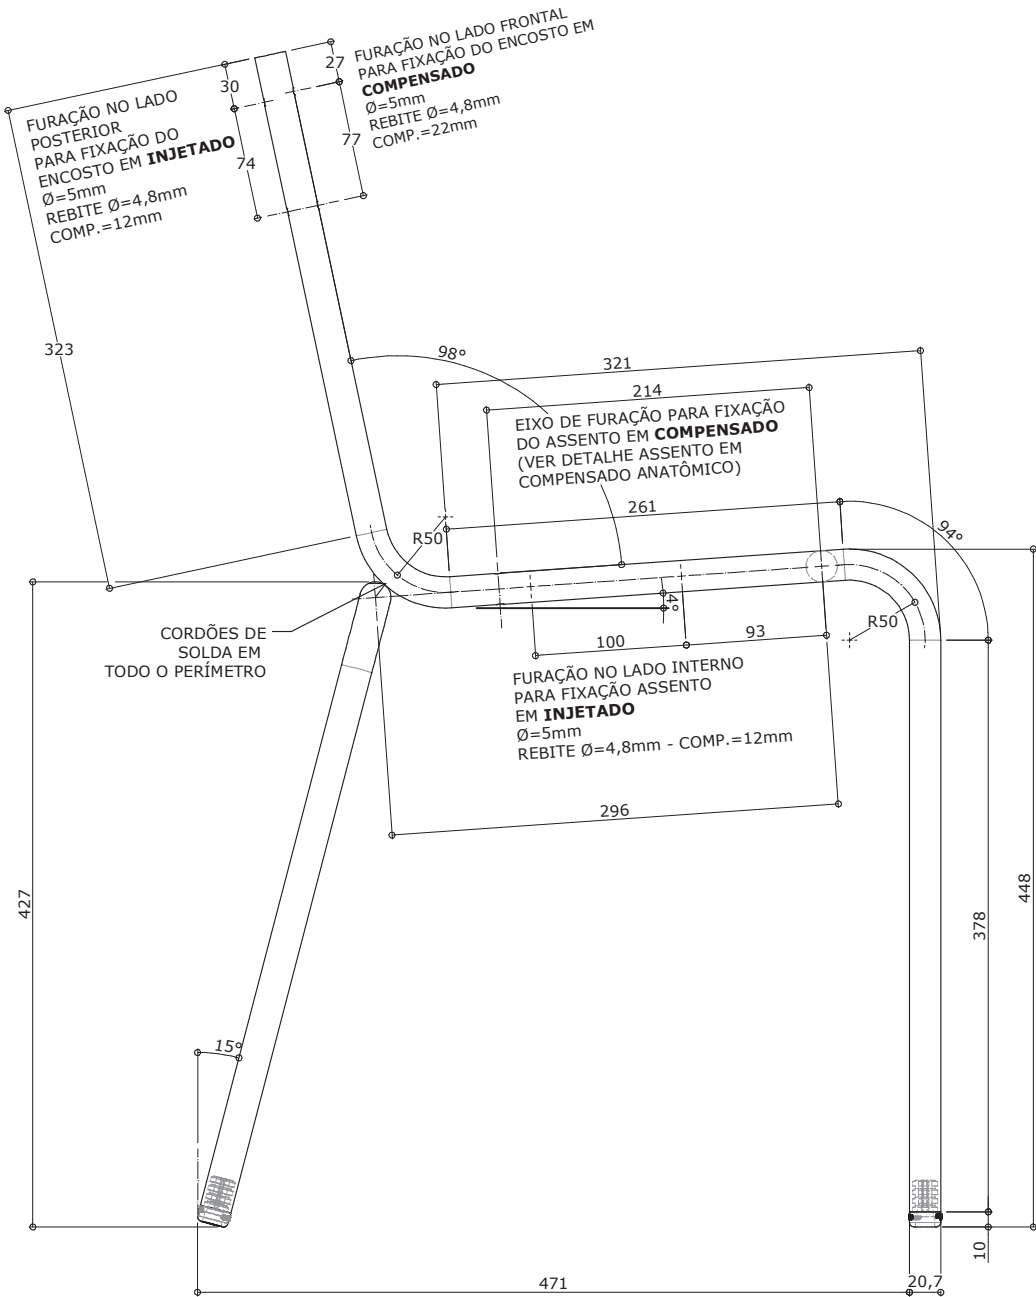 FURAÇÃO NO LADO FRONTAL
PARA FIXAÇÃO DO ENCOSTO EM
COMPENSADO
Ø=5mm
REBITE Ø=4,8mm
COMP.=22mm
27
77
30
74
FURAÇÃO NO LADO
POSTERIOR
PARA FIXAÇÃO DO
ENCOSTO EM INJETADO
Ø=5mm
REBITE Ø=4,8mm
COMP.=12mm
323
98°
321
214
EIXO DE FURAÇÃO PARA FIXAÇÃO
DO ASSENTO EM COMPENSADO
(VER DETALHE ASSENTO EM
COMPENSADO ANATÔMICO)
261
94°
R50
4°
R50
CORDÕES DE
SOLDA EM
TODO O PERÍMETRO
100
93
FURAÇÃO NO LADO INTERNO
PARA FIXAÇÃO ASSENTO
EM INJETADO
Ø=5mm
REBITE Ø=4,8mm - COMP.=12mm
296
427
448
378
15°
10
471
20,7